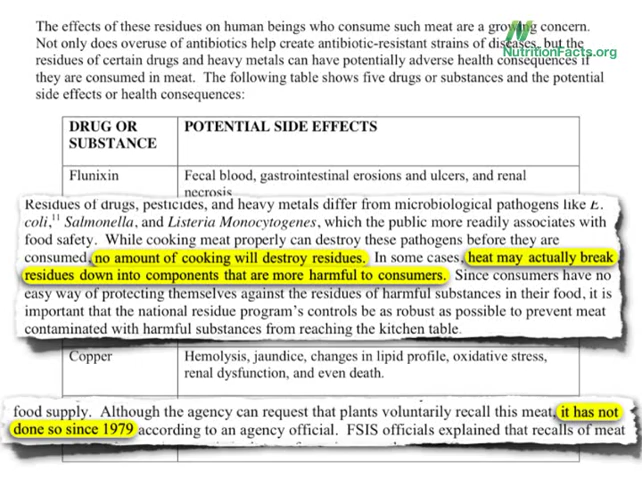 The effects of these residues on human beings who consume such meat are a growing concern.
Not only does overuse of antibiotics help create antibiotic-resistant strains of diseases, but the
NutritionFacts.org
residues of certain drugs and heavy metals can have potentially adverse health consequences if
they are consumed in meat. The following table shows five drugs or substances and the potential
side effects or health consequences:
DRUG OR SUBSTANCE
POTENTIAL SIDE EFFECTS
Flunixin
Fecal blood, gastrointestinal erosions and ulcers, and renal
necrosis
Residues of drugs, pesticides, and heavy metals differ from microbiological pathogens like E.
coli,11 Salmonella, and Listeria Monocytogenes, which the public more readily associates with
food safety. While cooking meat properly can destroy these pathogens before they are
consumed, no amount of cooking will destroy residues. In some cases, heat may actually break
residues down into components that are more harmful to consumers. Since consumers have no
easy way of protecting themselves against the residues of harmful substances in their food, it is
important that the national residue program's controls be as robust as possible to prevent meat
contaminated with harmful substances from reaching the kitchen table.
Copper
Hemolysis, jaundice, changes in lipid profile, oxidative stress,
renal dysfunction, and even death.
food supply. Although the agency can request that plants voluntarily recall this meat, it has not
done so since 1979 according to an agency official. FSIS officials explained that recalls of meat